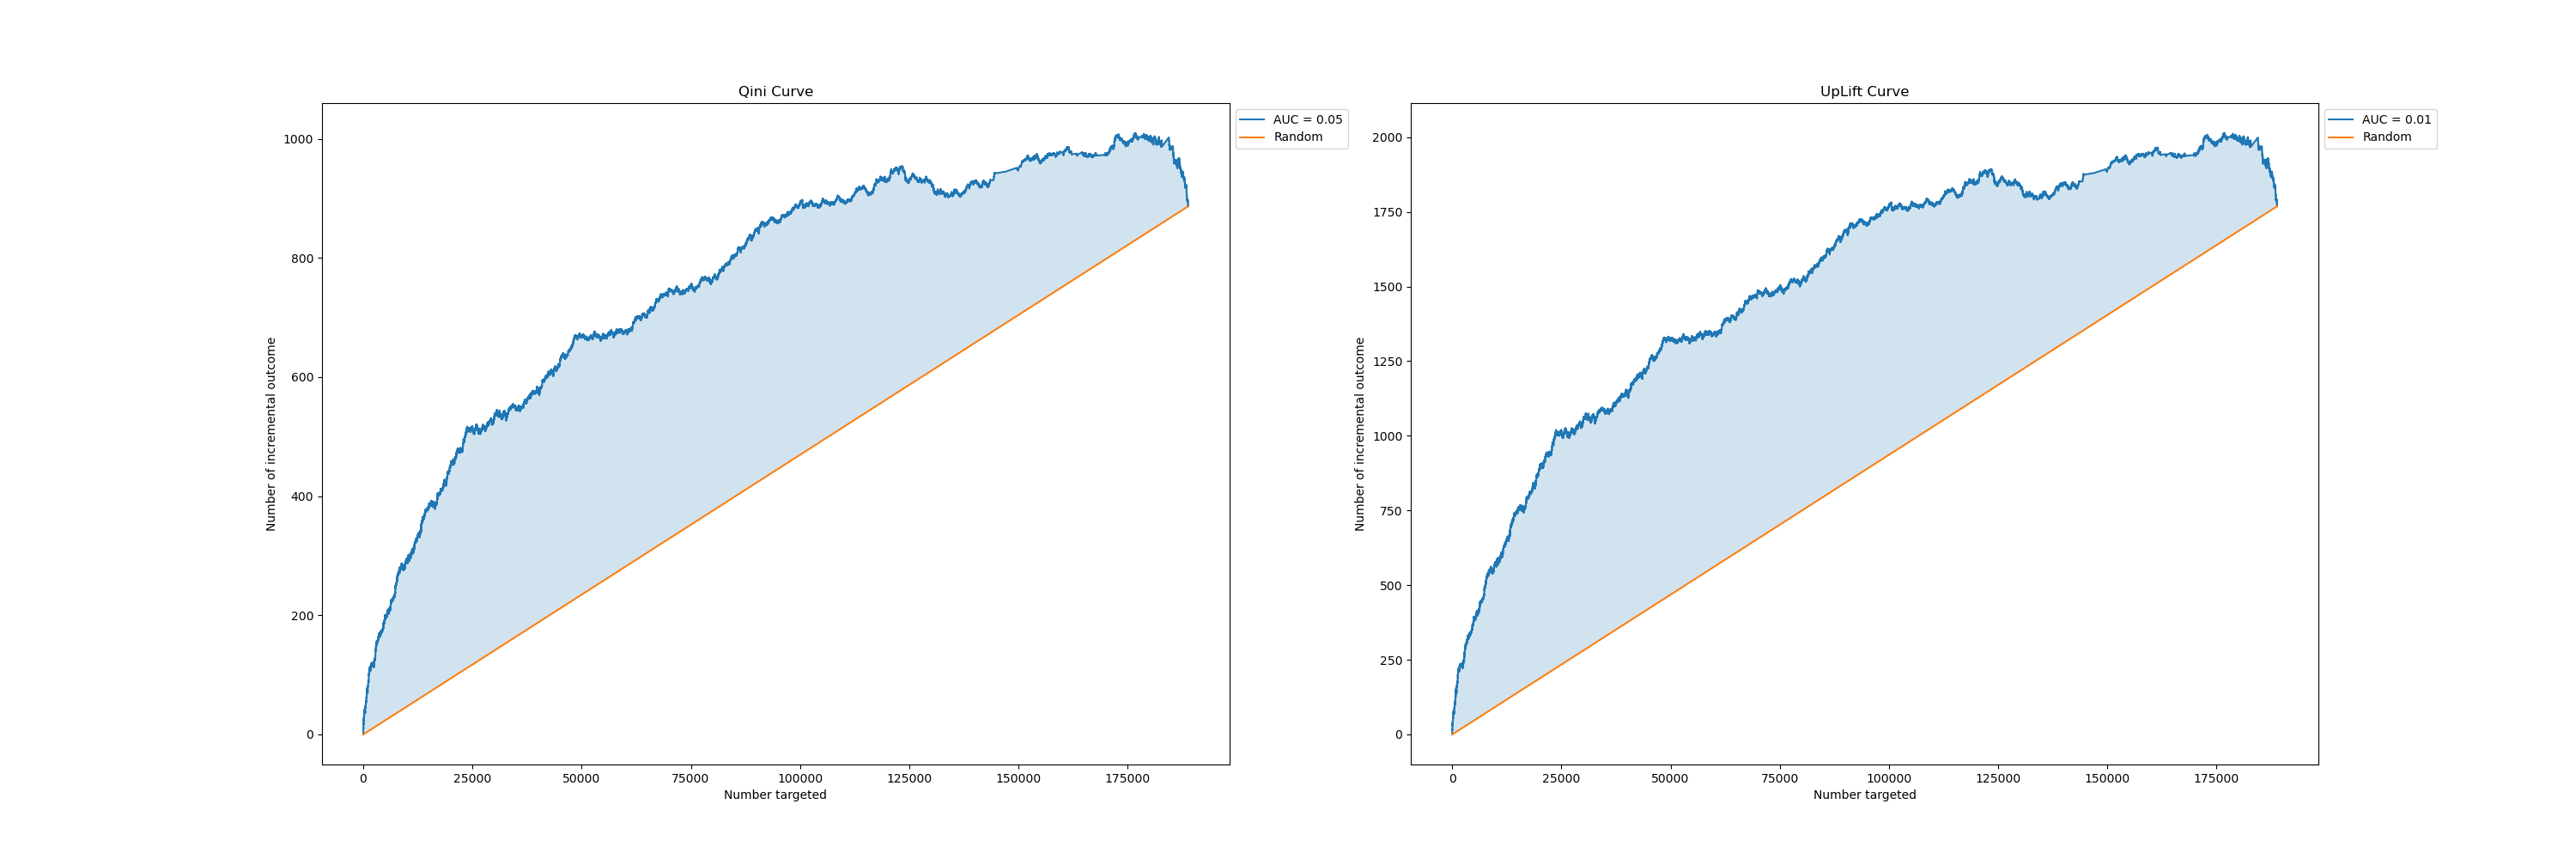 Qini Curve
AUC = 0.05
Random
1000
800
600
400
200
0
Number of incremental outcome
0 25000 50000 75000 100000 125000 150000 175000
Number targeted
UpLift Curve
AUC = 0.01
Random
2000
1750
1500
1250
1000
750
500
250
0
Number of incremental outcome
0 25000 50000 75000 100000 125000 150000 175000
Number targeted